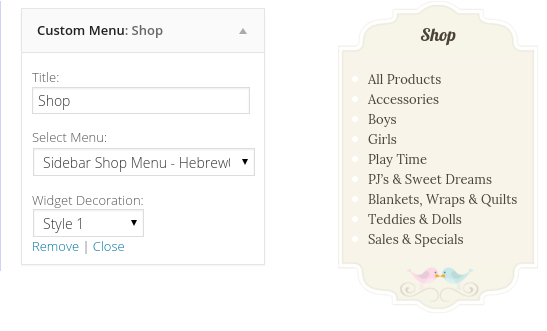 Custom Menu: Shop
Title:
Shop
Select Menu:
Sidebar Shop Menu -
Widget Decoration:
Style 1
Remove | Close
Shop
All Products
Accessories
Boys
Girls
Play Time
PJ's & Sweet Dreams
Blankets, Wraps & Quilts
Teddies & Dolls
Sales & Specials